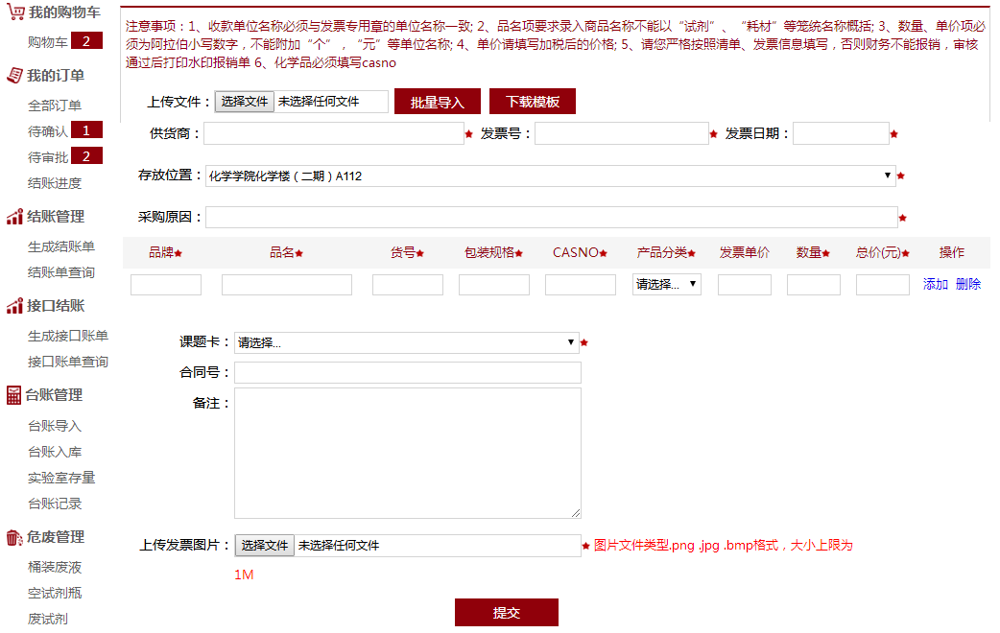 我的购物车
购物车 2
我的订单
全部订单
待确认 1
待审批 2
结账进度
结账管理
生成结账单
结账单查询
接口结账
生成接口账单
接口账单查询
台账管理
台账导入
台账入库
实验室存量
台账记录
危废管理
桶装废液
空试剂瓶
废试剂
注意事项：1、收款单位名称必须与发票专用章的单位名称一致; 2、品名项要求录入商品名称不能以“试剂”、“耗材”等笼统名称概括; 3、数量、单价项必
须为阿拉伯小写数字，不能附加“个”，“元”等单位名称; 4、单价请填写加税后的价格; 5、请您严格按照清单、发票信息填写，否则财务不能报销，审核
通过后打印水印报销单 6、化学品必须填写casno
上传文件： 选择文件 未选择任何文件 批量导入 下载模板
供货商： ★ 发票号： ★ 发票日期： ★
存放位置： 化学学院化学楼（二期）A112 ▼ ★
采购原因： ★
品牌★ 品名★ 货号★ 包装规格★ CASNO★ 产品分类★ 发票单价 数量★ 总价(元)★ 操作
请选择... ▼ 添加 删除
课题卡： 请选择... ▼ ★
合同号：
备注：
上传发票图片： 选择文件 未选择任何文件 ★ 图片文件类型.png .jpg .bmp格式，大小上限为
1M
提交